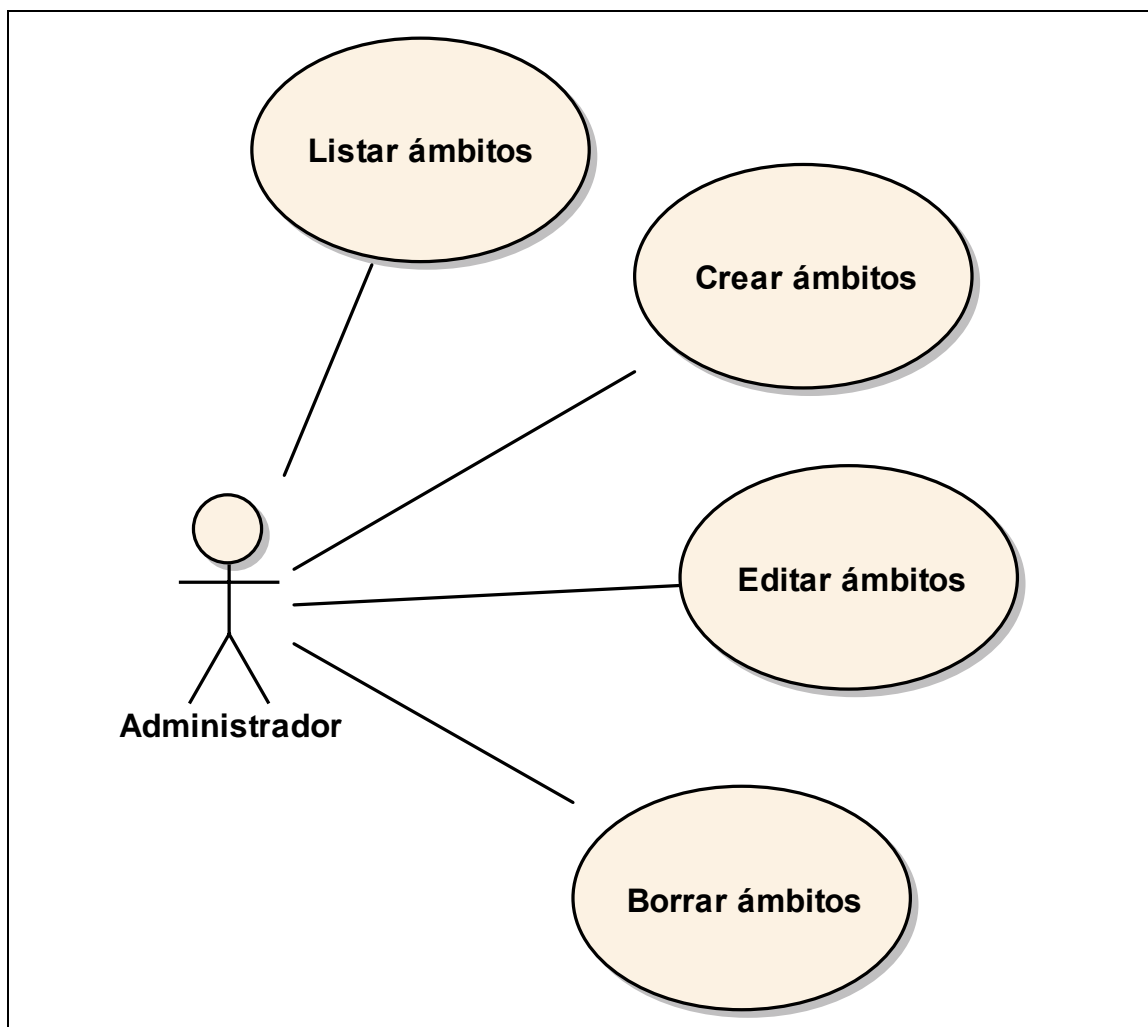 Listar ámbitos
Crear ámbitos
Editar ámbitos
Administrador
Borrar ámbitos